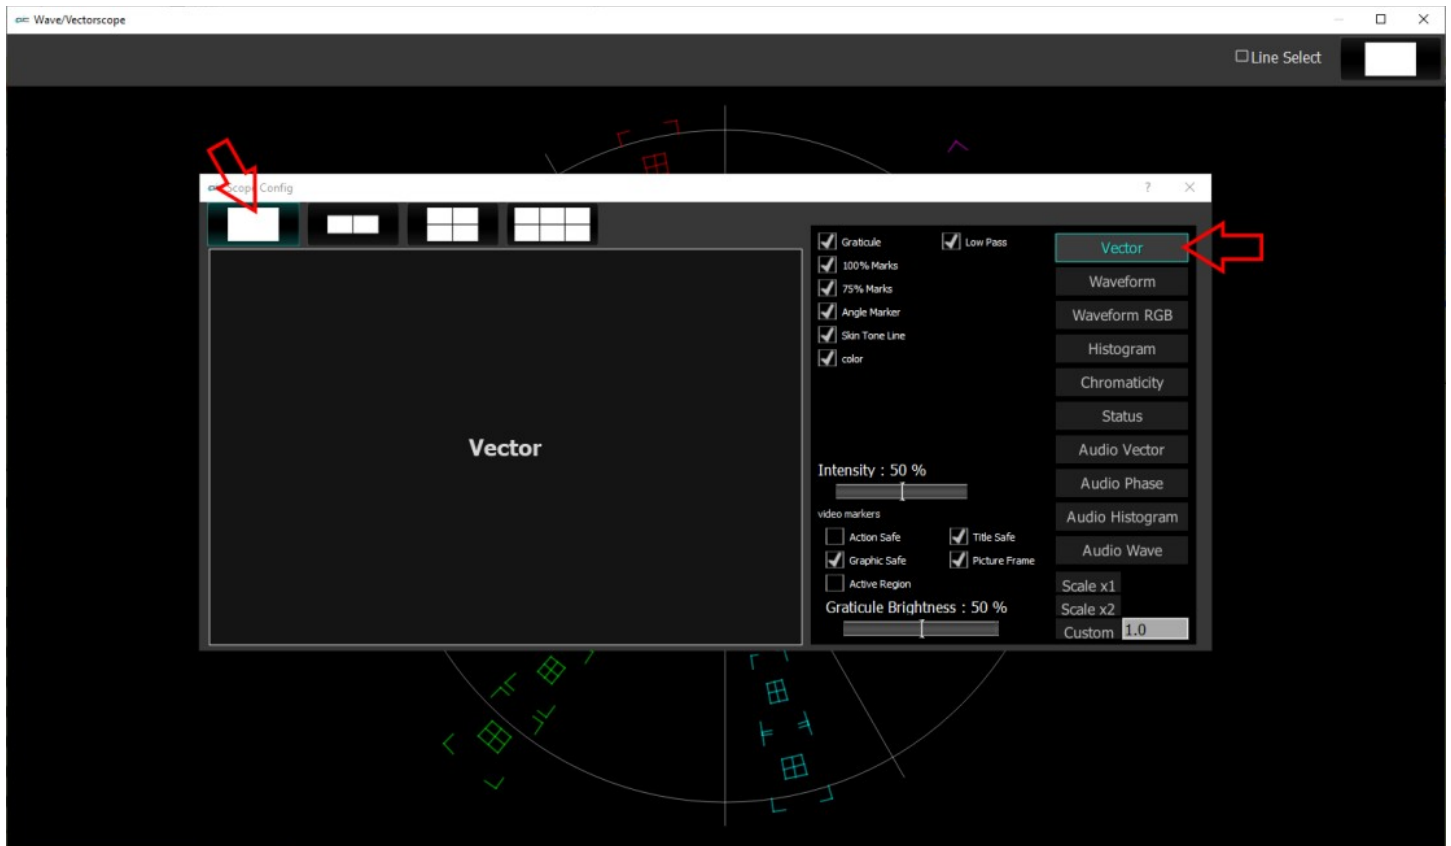 Wave/Vectorscope
Line Select
Scope Config
?
Graticule
Low Pass
100% Marks
75% Marks
Angle Marker
Skin Tone Line
color
Vector
Intensity : 50 %
video markers
Action Safe
Title Safe
Graphic Safe
Picture Frame
Active Region
Graticule Brightness : 50 %
Vector
Waveform
Waveform RGB
Histogram
Chromaticity
Status
Audio Vector
Audio Phase
Audio Histogram
Audio Wave
Scale x1
Scale x2
Custom 1.0